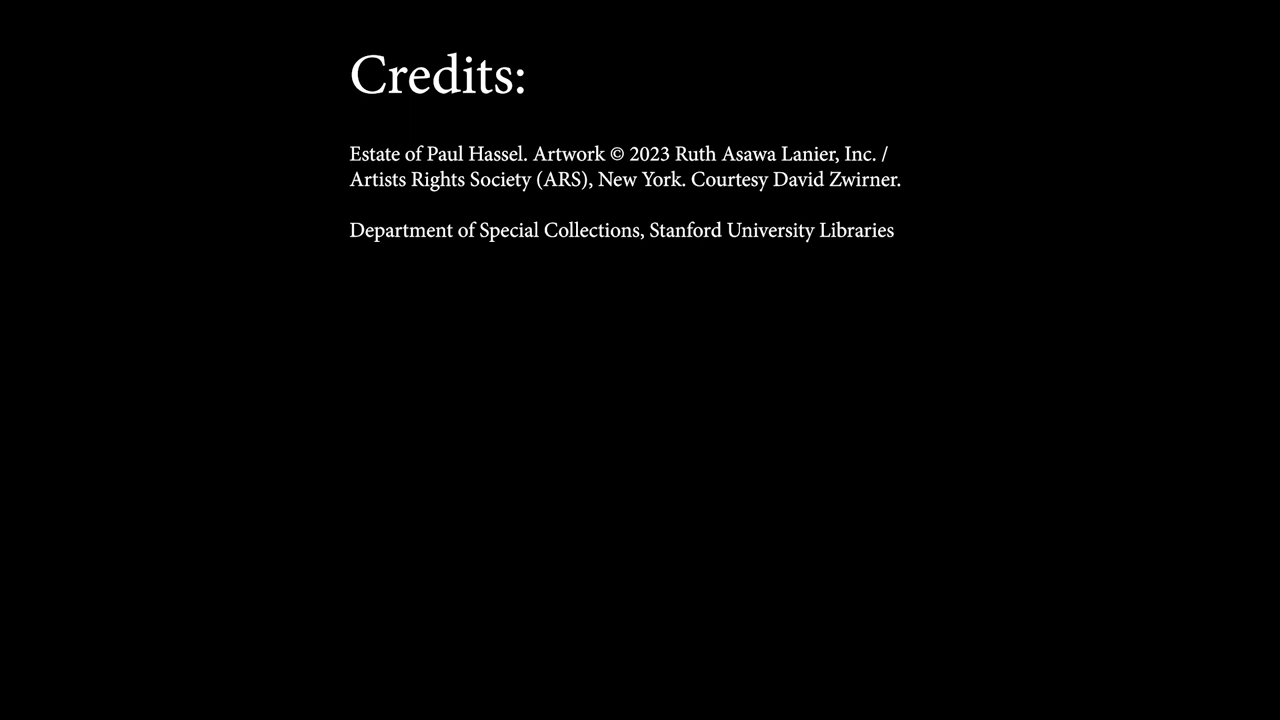 Credits:
Estate of Paul Hassel. Artwork © 2023 Ruth Asawa Lanier, Inc. /
Artists Rights Society (ARS), New York. Courtesy David Zwirner.
Department of Special Collections, Stanford University Libraries